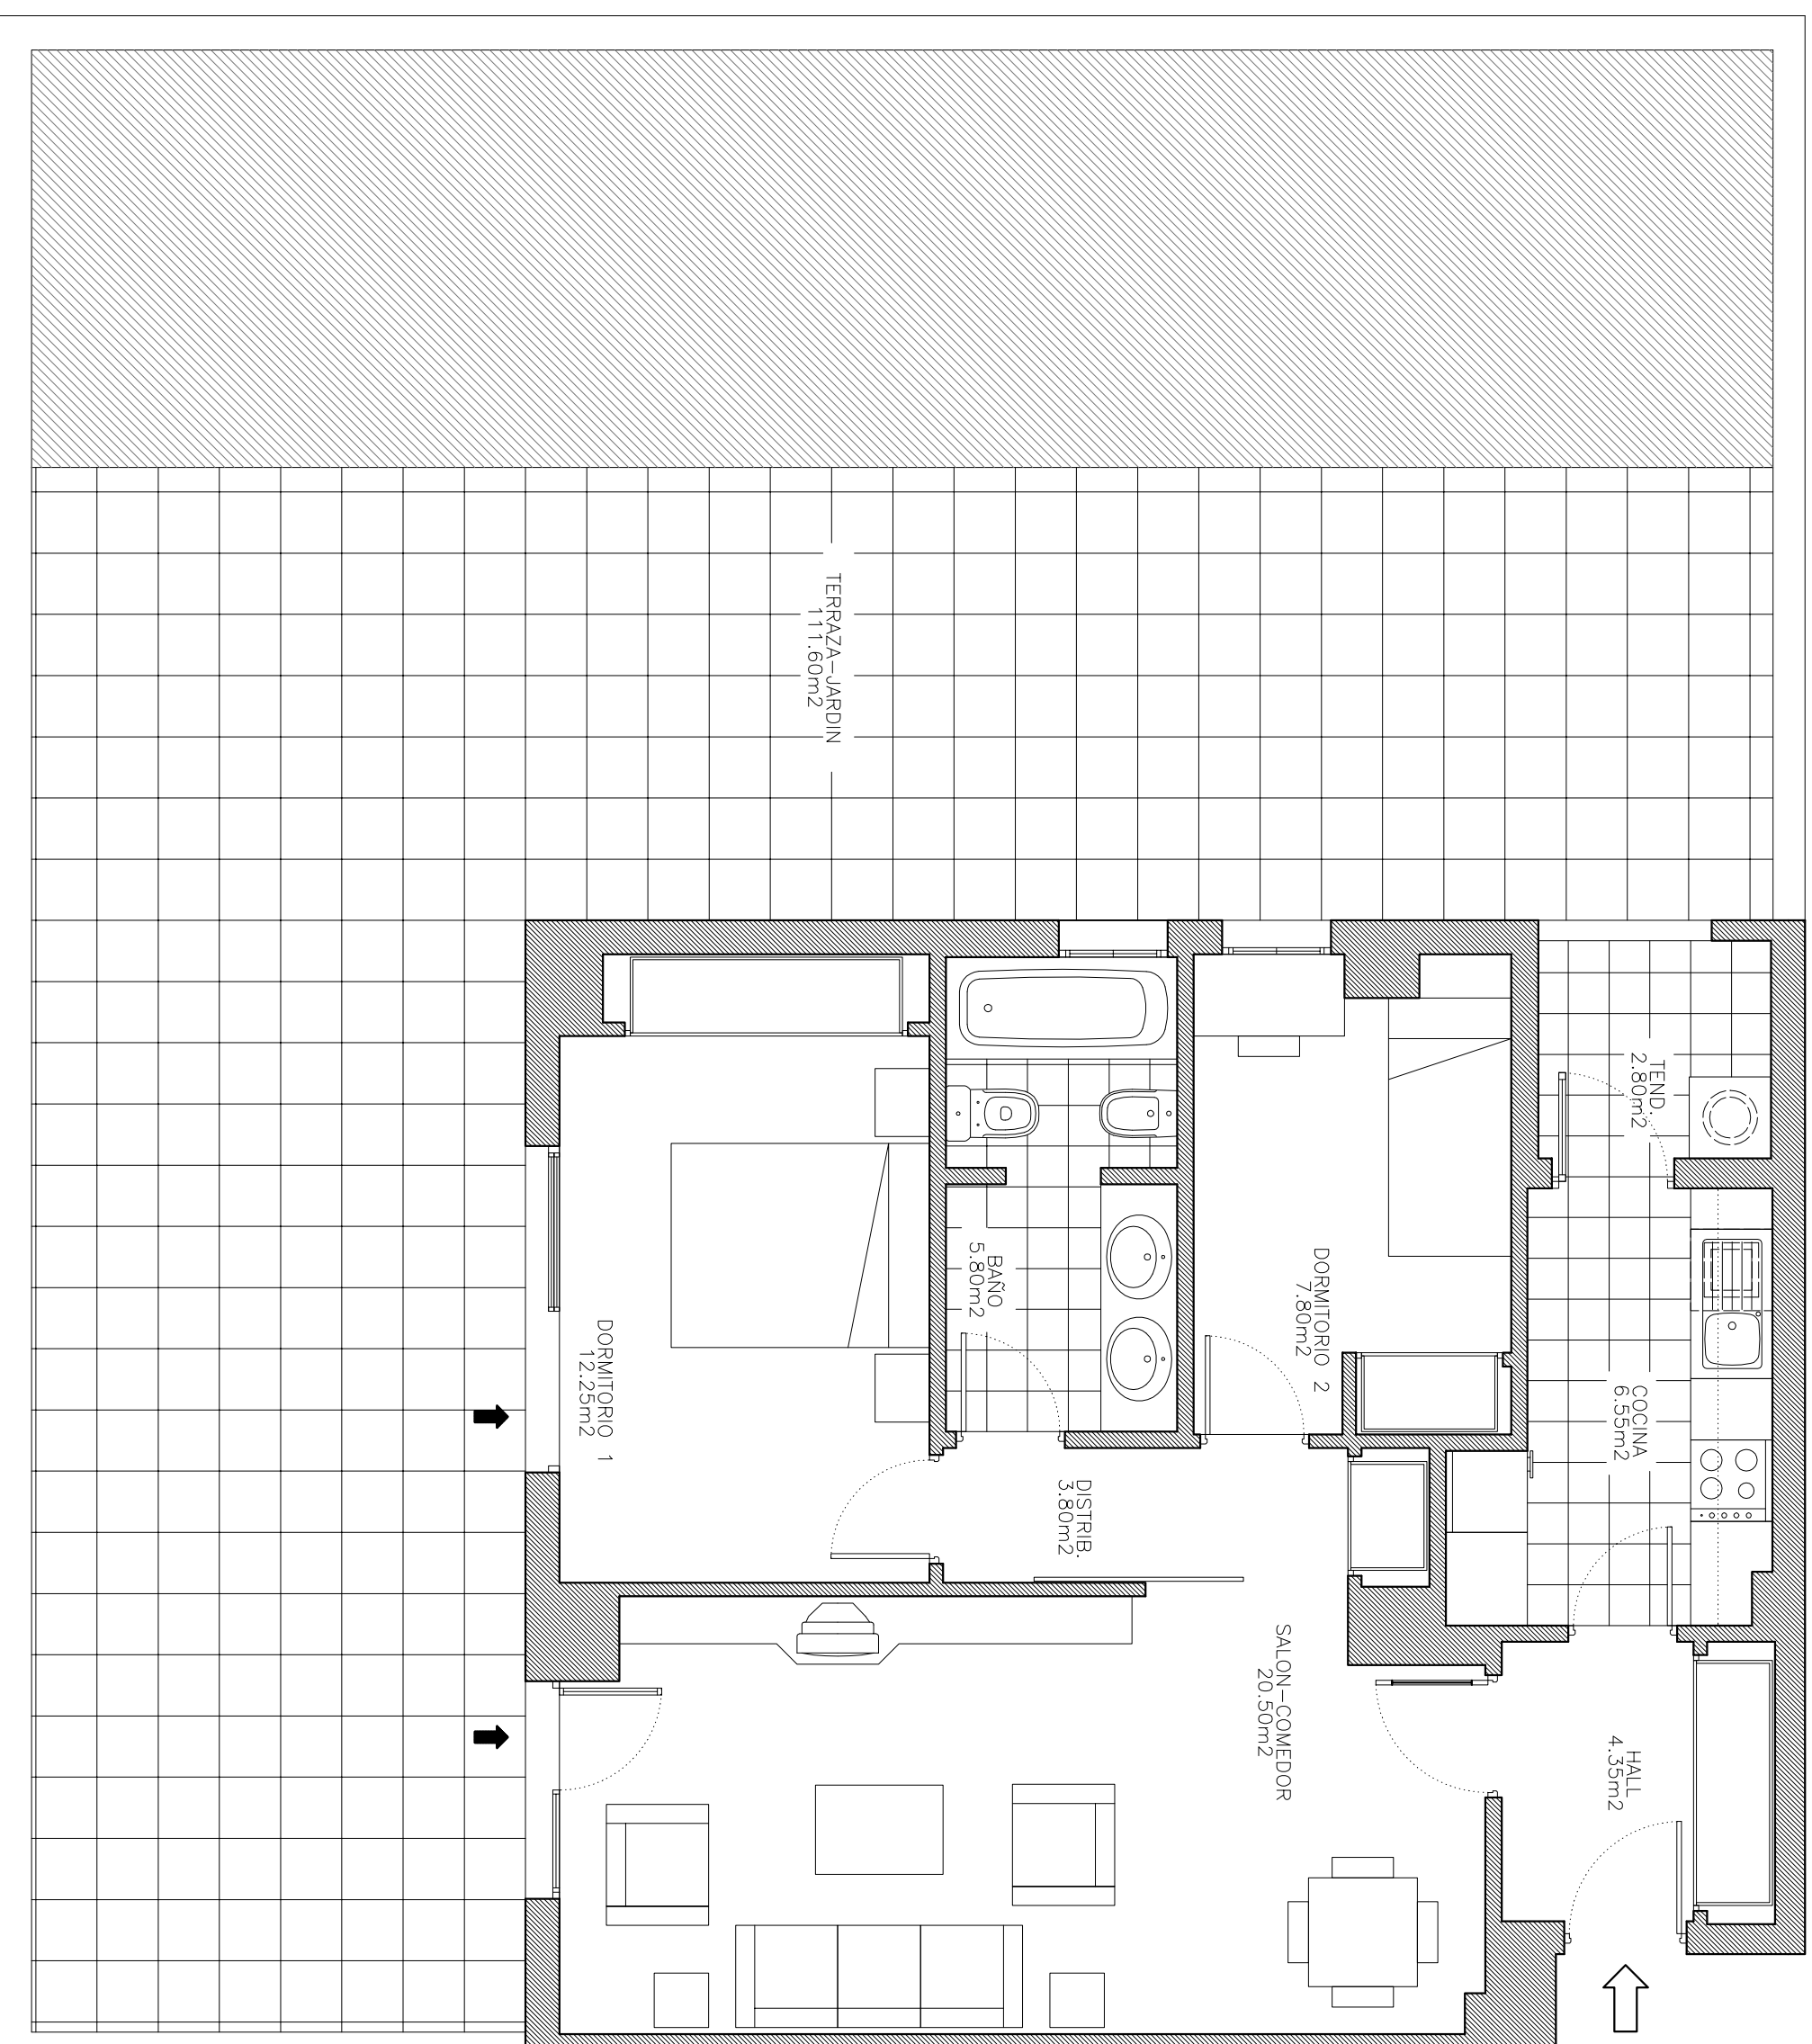 TERRAZA-JARDIN
111.60m2
TEND.
2.80m2
COCINA
6.55m2
DORMITORIO 2
7.80m2
BAÑO
5.80m2
DORMITORIO 1
12.25m2
DISTRIB.
3.80m2
SALON-COMEDOR
20.50m2
HALL
4.35m2